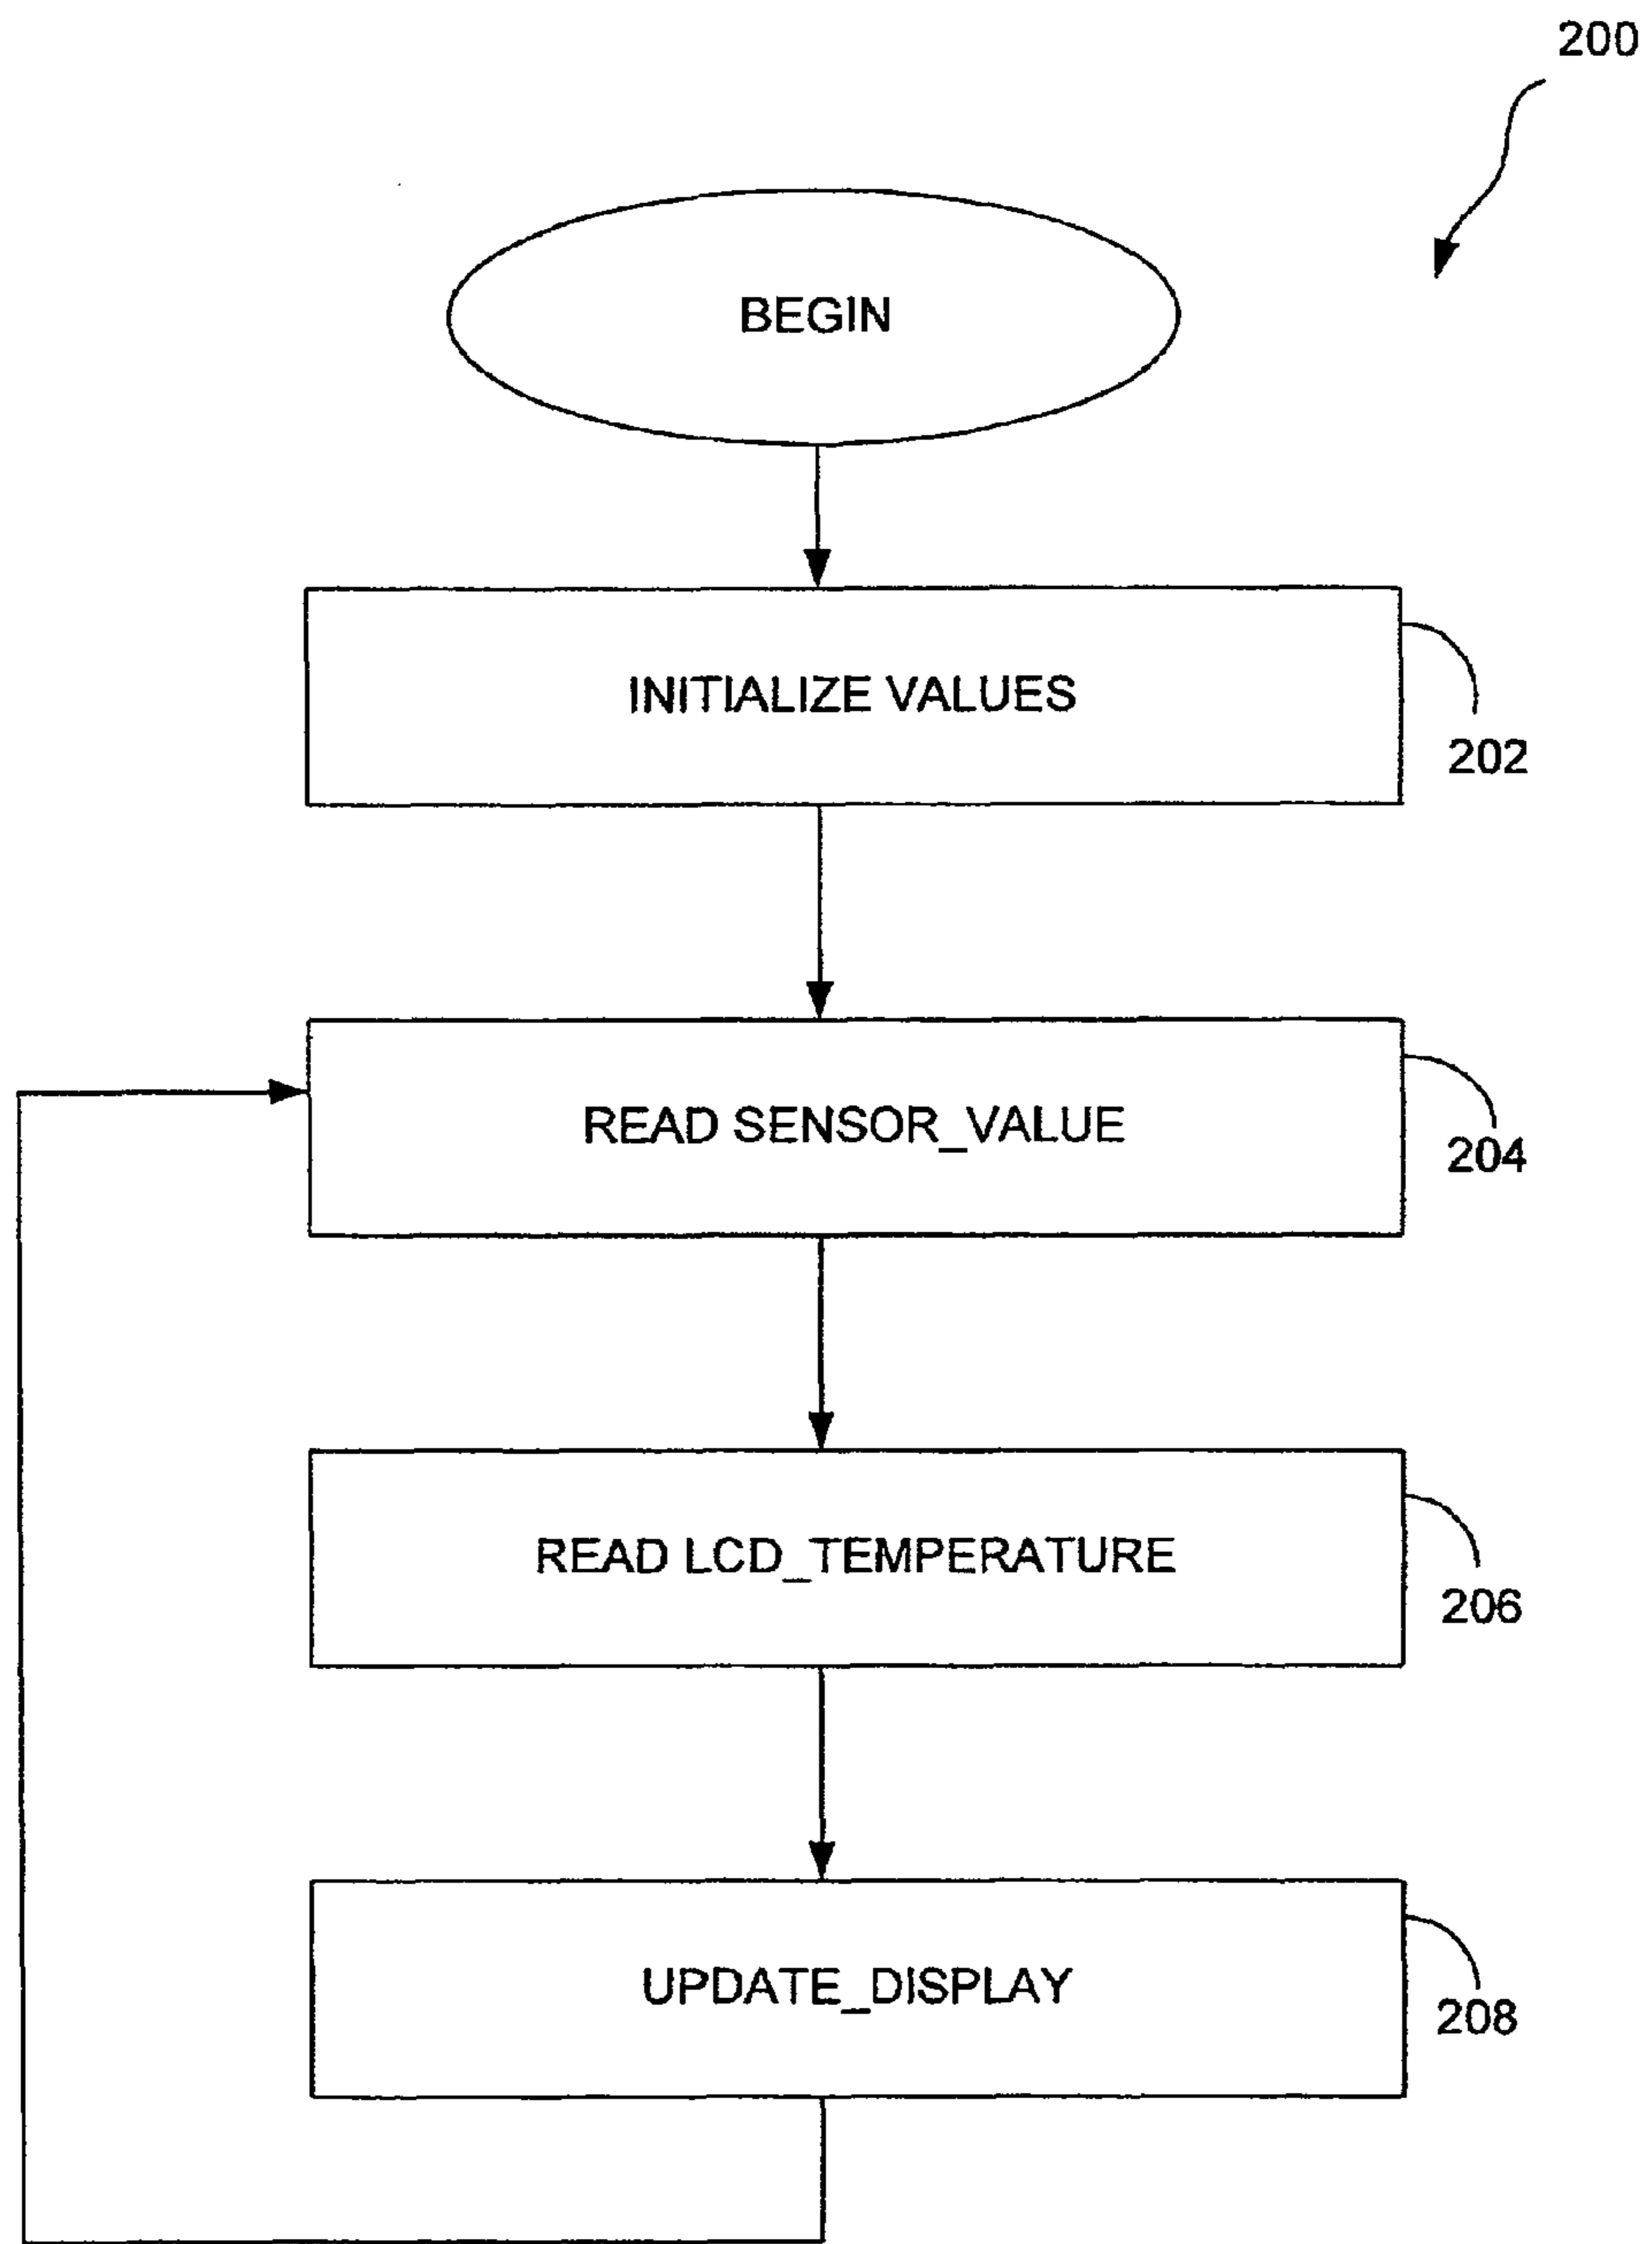 200
BEGIN
INITIALIZE VALUES
202
READ SENSOR_VALUE
204
READ LCD_TEMPERATURE
206
UPDATE_DISPLAY
208